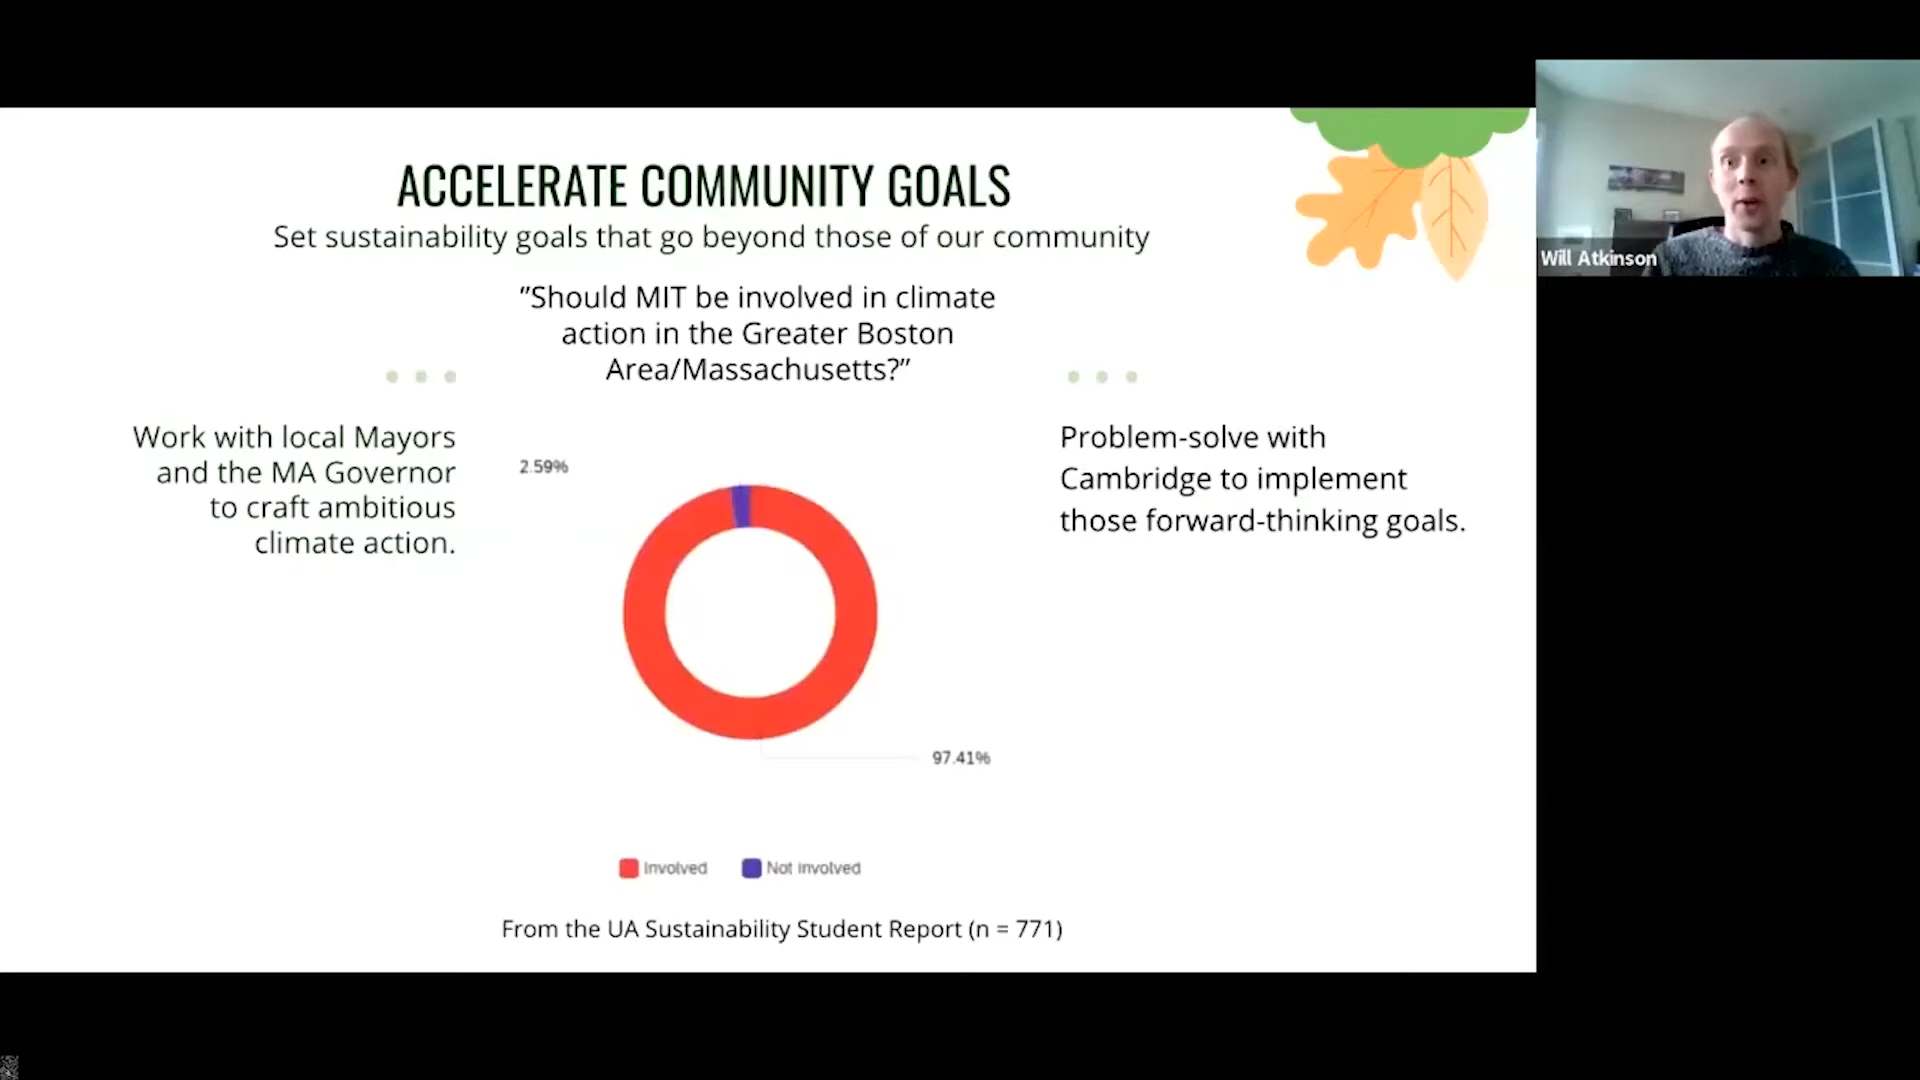 ACCELERATE COMMUNITY GOALS
Set sustainability goals that go beyond those of our community
”Should MIT be involved in climate
action in the Greater Boston
Area/Massachusetts?”
Work with local Mayors
and the MA Governor
to craft ambitious
climate action.
2.59%
97.41%
Involved
Not involved
Problem-solve with
Cambridge to implement
those forward-thinking goals.
From the UA Sustainability Student Report (n = 771)
Will Atkinson